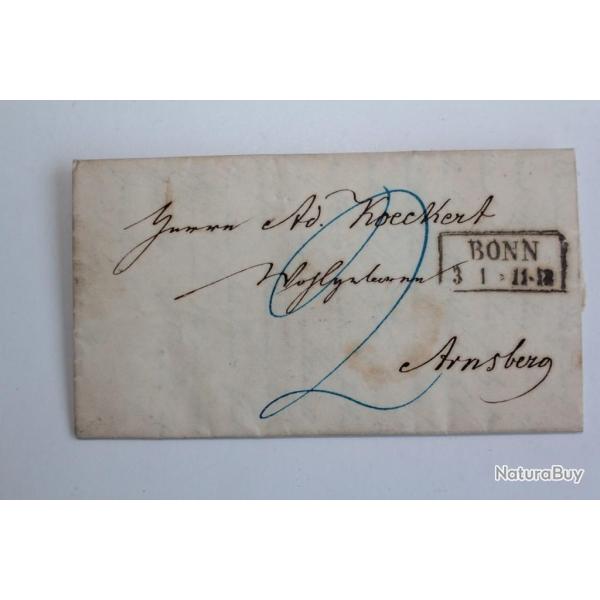 Herrn Ad. Koeckert
Wohlgeboren
2
BONN
3 1 11-12
Arnsberg
NaturaBuy